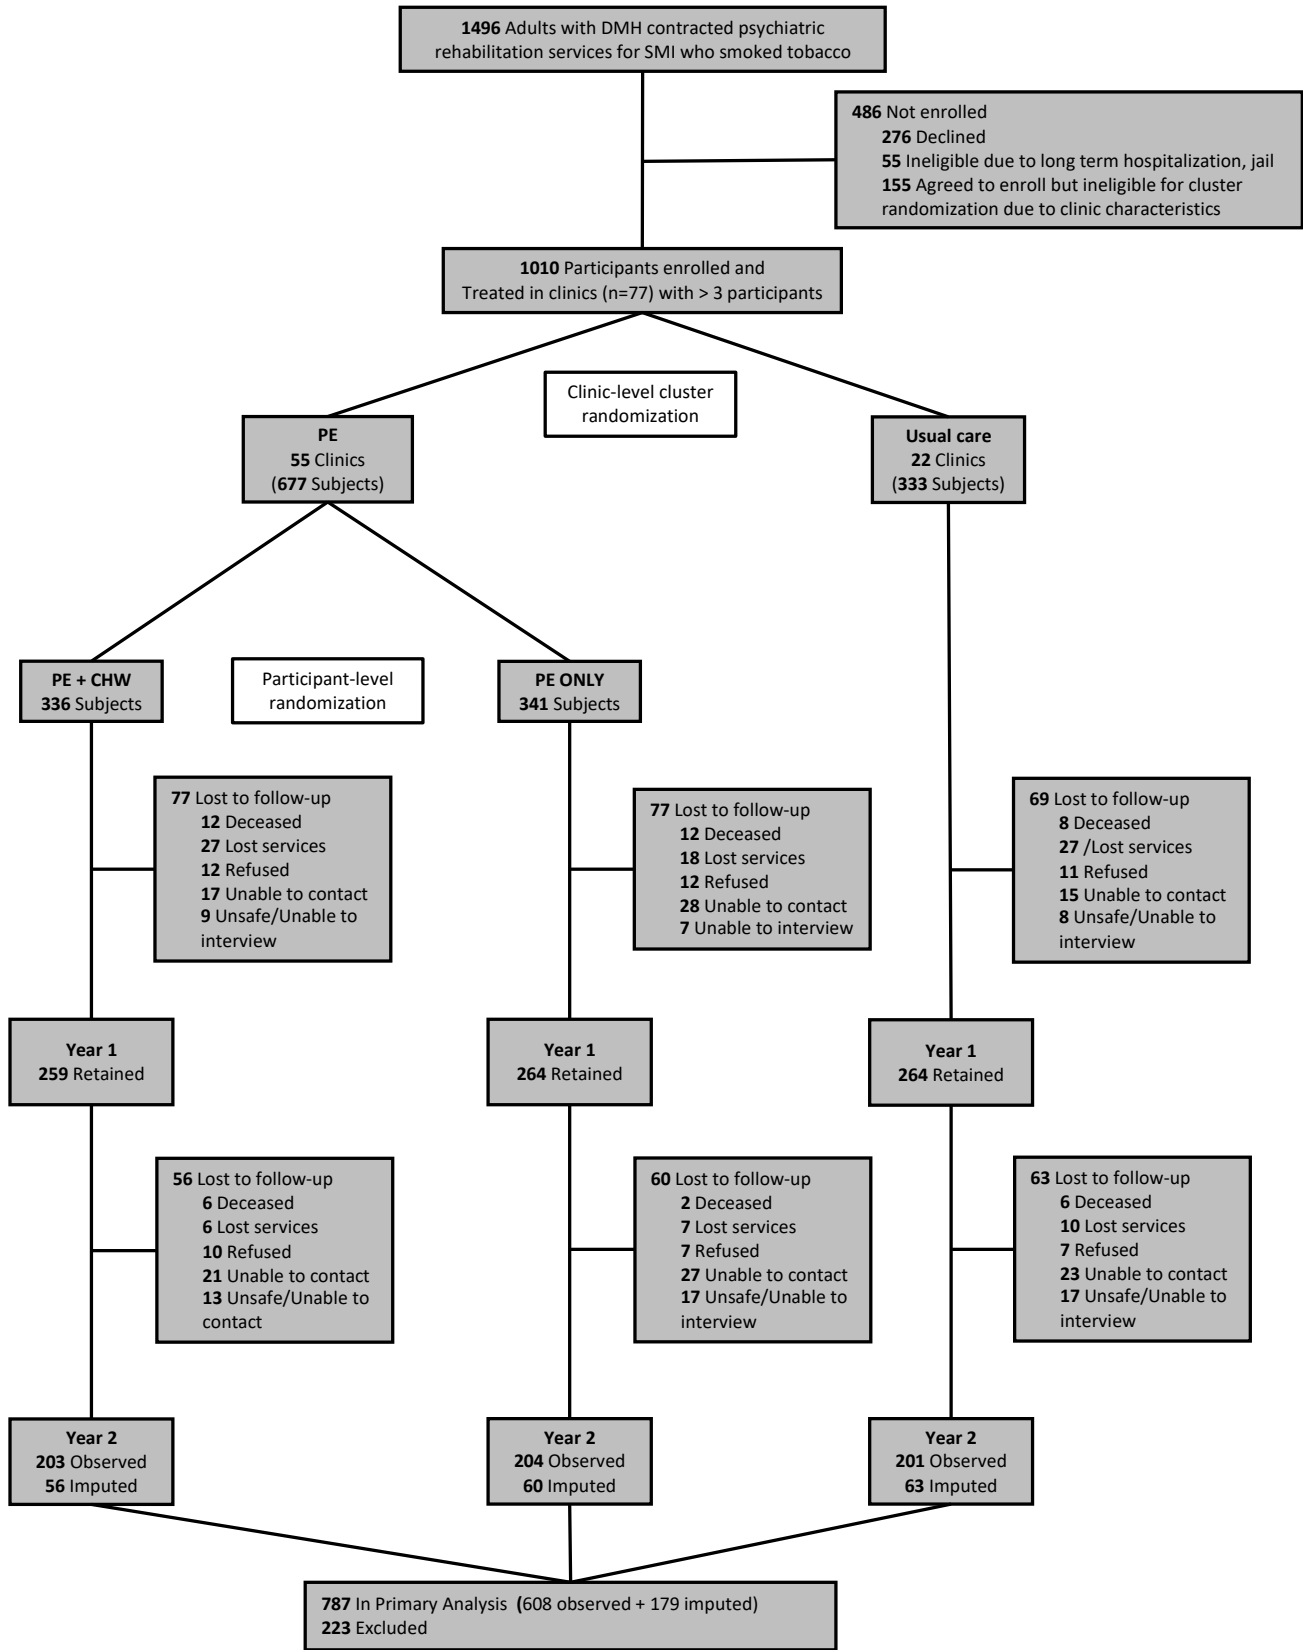 1496 Adults with DMH contracted psychiatric
rehabilitation services for SMI who smoked tobacco
486 Not enrolled
276 Declined
55 Ineligible due to long term hospitalization, jail
155 Agreed to enroll but ineligible for cluster
randomization due to clinic characteristics
1010 Participants enrolled and
Treated in clinics (n=77) with > 3 participants
Clinic-level cluster
randomization
PE
55 Clinics
(677 Subjects)
Usual care
22 Clinics
(333 Subjects)
PE + CHW
336 Subjects
Participant-level
randomization
PE ONLY
341 Subjects
77 Lost to follow-up
12 Deceased
27 Lost services
12 Refused
17 Unable to contact
9 Unsafe/Unable to
interview
77 Lost to follow-up
12 Deceased
18 Lost services
12 Refused
28 Unable to contact
7 Unable to interview
69 Lost to follow-up
8 Deceased
27 /Lost services
11 Refused
15 Unable to contact
8 Unsafe/Unable to
interview
Year 1
259 Retained
Year 1
264 Retained
Year 1
264 Retained
56 Lost to follow-up
6 Deceased
6 Lost services
10 Refused
21 Unable to contact
13 Unsafe/Unable to
contact
60 Lost to follow-up
2 Deceased
7 Lost services
7 Refused
27 Unable to contact
17 Unsafe/Unable to
interview
63 Lost to follow-up
6 Deceased
10 Lost services
7 Refused
23 Unable to contact
17 Unsafe/Unable to
interview
Year 2
203 Observed
56 Imputed
Year 2
204 Observed
60 Imputed
Year 2
201 Observed
63 Imputed
787 In Primary Analysis (608 observed + 179 imputed)
223 Excluded